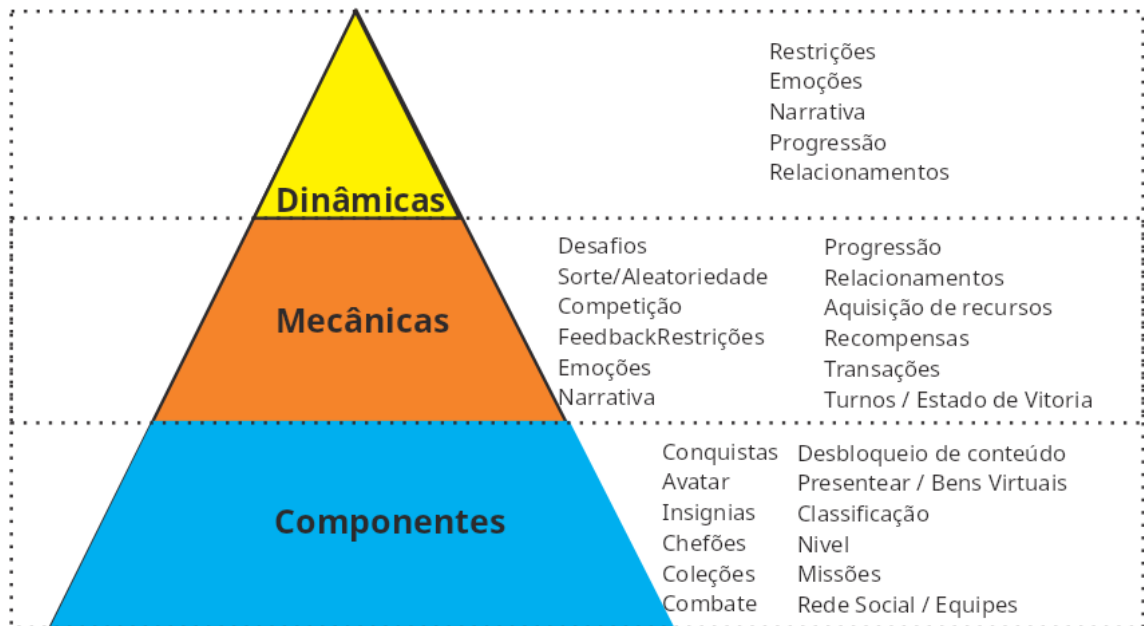 Restrições
Emoções
Narrativa
Progressão
Relacionamentos
Dinâmicas
Mecânicas
Desafios
Sorte/Aleatoriedade
Competição
FeedbackRestrições
Emoções
Narrativa
Progressão
Relacionamentos
Aquisição de recursos
Recompensas
Transações
Turnos / Estado de Vitoria
Componentes
Conquistas
Avatar
Insignias
Chefões
Coleções
Combate
Desbloqueio de conteúdo
Presentear / Bens Virtuais
Classificação
Nivel
Missões
Rede Social / Equipes